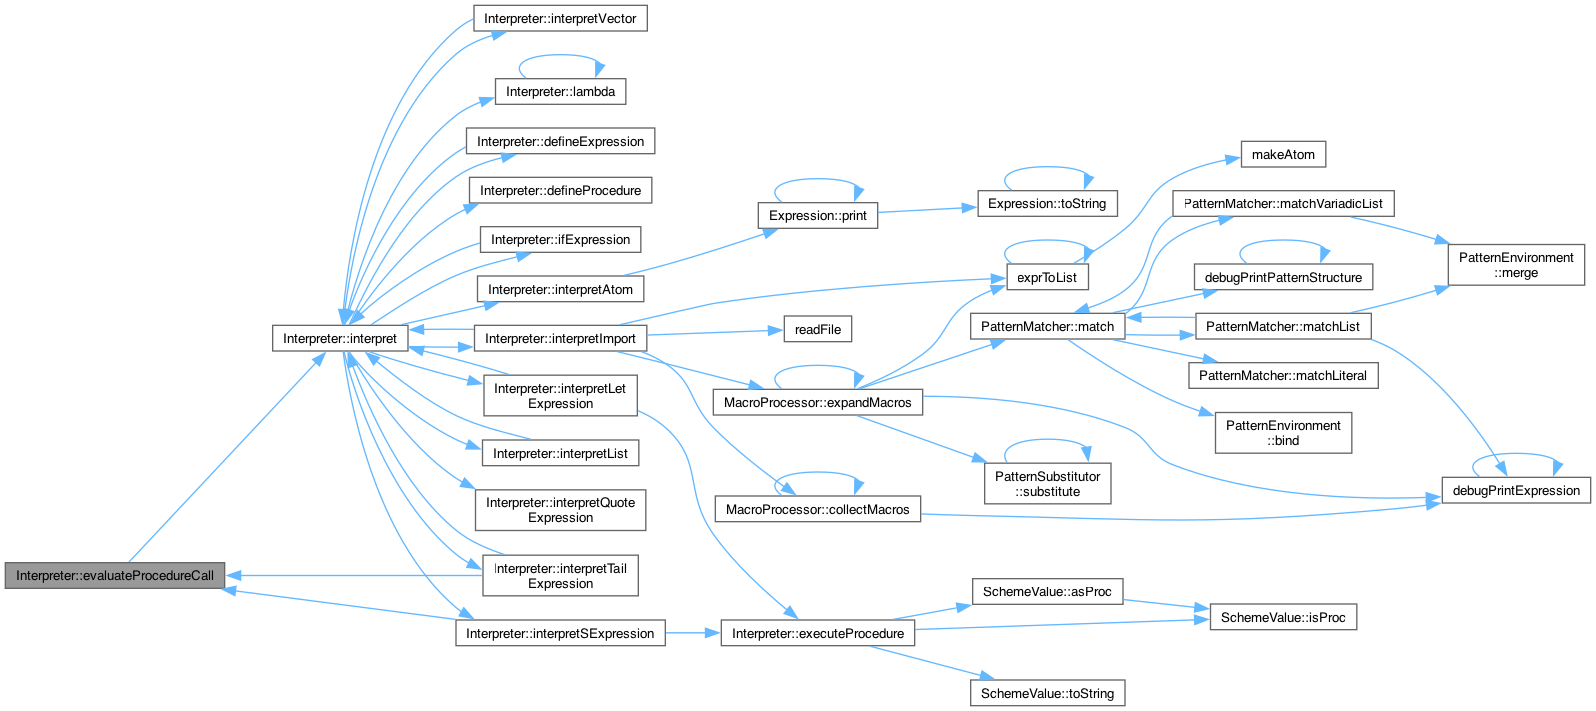 Interpreter::interpretVector
Interpreter::lambda
Interpreter::defineExpression
Interpreter::defineProcedure
Interpreter::ifExpression
Interpreter::interpretAtom
Interpreter::interpret
Interpreter::interpretImport
Interpreter::interpretLet
Expression
Interpreter::interpretList
Interpreter::interpretQuote
Expression
Interpreter::interpretTail
Expression
Interpreter::evaluateProcedureCall
Interpreter::interpretSExpression
Expression::print
Expression::toString
makeAtom
exprToList
readFile
MacroProcessor::expandMacros
MacroProcessor::collectMacros
PatternMatcher::match
PatternMatcher::matchVariadicList
debugPrintPatternStructure
PatternMatcher::matchList
PatternMatcher::matchLiteral
PatternEnvironment
::bind
PatternEnvironment
::merge
PatternSubstitutor
::substitute
debugPrintExpression
Interpreter::executeProcedure
SchemeValue::asProc
SchemeValue::isProc
SchemeValue::toString